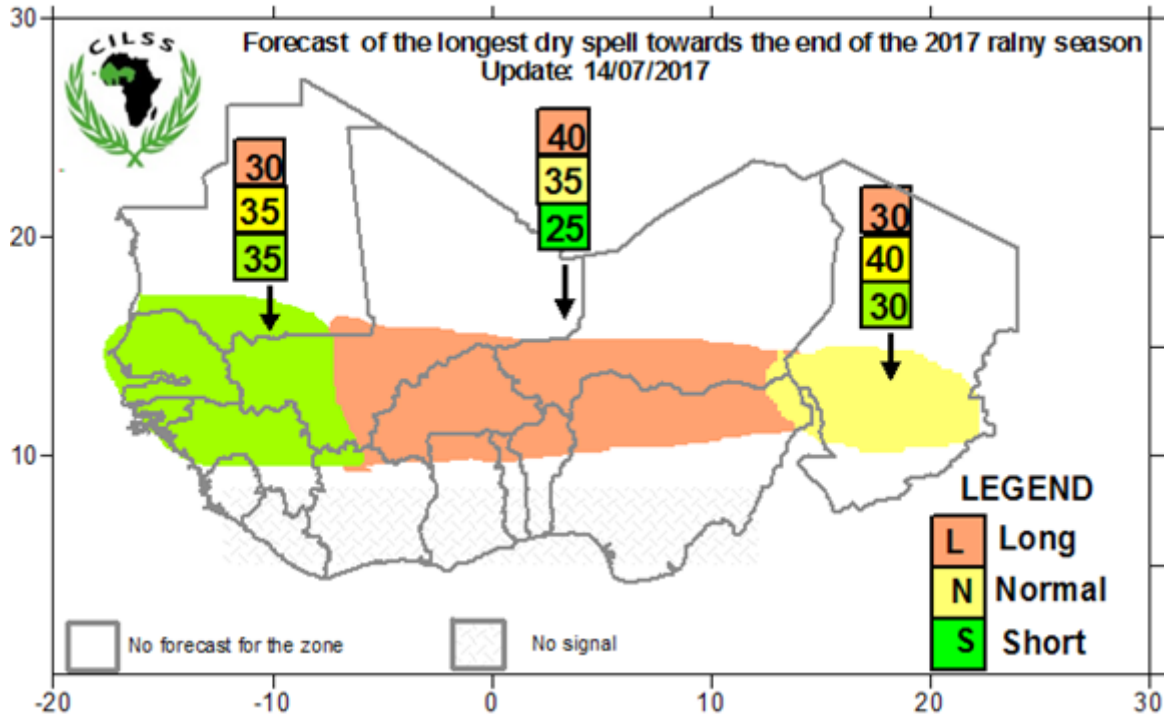 30
CILSS
Forecast of the longest dry spell towards the end of the 2017 rainy season
Update: 14/07/2017
40
35
25
30
35
35
30
40
30
20
10
LEGEND
L Long
N Normal
S Short
No forecast for the zone
No signal
-20 -10 0 10 20 30